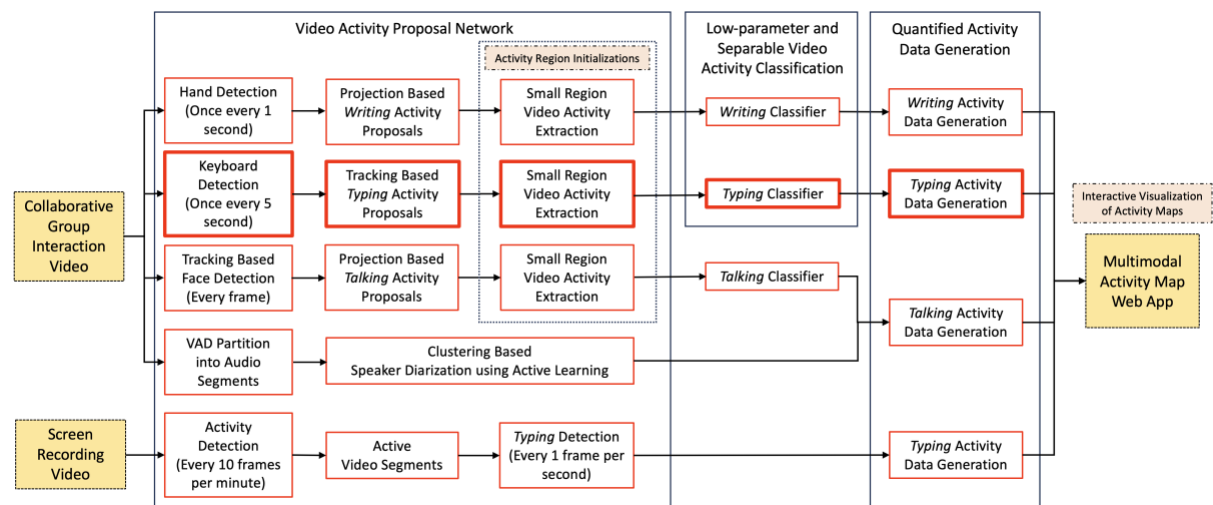 Video Activity Proposal Network
Low-parameter and
Separable Video
Activity Classification
Quantified Activity
Data Generation
Activity Region Initializations
Hand Detection
(Once every 1
second)
Projection Based
Writing Activity
Proposals
Small Region
Video Activity
Extraction
Writing Classifier
Writing Activity
Data Generation
Keyboard
Detection
(Once every 5
second)
Tracking Based
Typing Activity
Proposals
Small Region
Video Activity
Extraction
Typing Classifier
Typing Activity
Data Generation
Collaborative
Group
Interaction
Video
Interactive Visualization
of Activity Maps
Tracking Based
Face Detection
(Every frame)
Projection Based
Talking Activity
Proposals
Small Region
Video Activity
Extraction
Talking Classifier
Multimodal
Activity Map
Web App
Talking Activity
Data Generation
VAD Partition
into Audio
Segments
Clustering Based
Speaker Diarization using Active Learning
Screen
Recording
Video
Activity
Detection
(Every 10 frames
per minute)
Active
Video Segments
Typing Detection
(Every 1 frame per
second)
Typing Activity
Data Generation